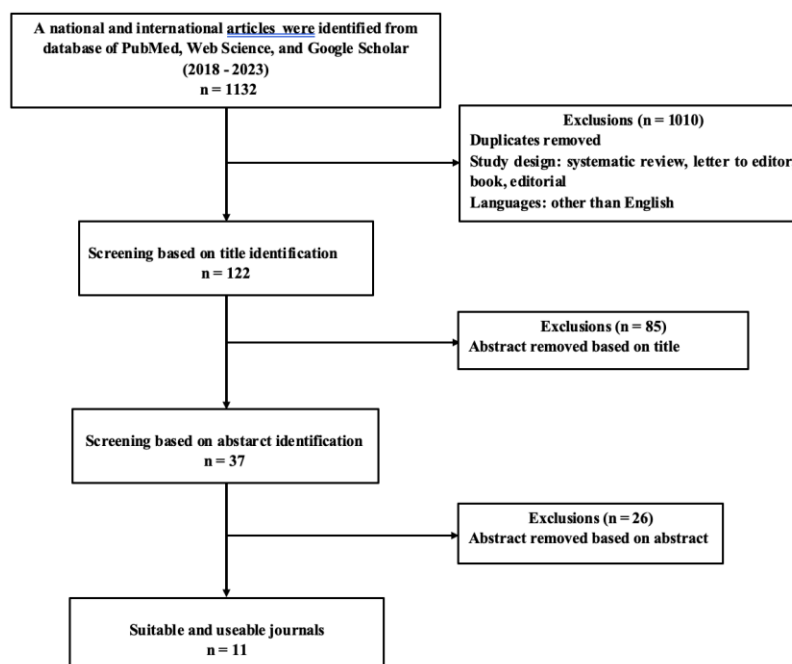 A national and international articles were identified from
database of PubMed, Web Science, and Google Scholar
(2018 - 2023)
n = 1132
Exclusions (n = 1010)
Duplicates removed
Study design: systematic review, letter to editor
book, editorial
Languages: other than English
Screening based on title identification
n = 122
Exclusions (n = 85)
Abstract removed based on title
Screening based on abstarct identification
n = 37
Exclusions (n = 26)
Abstract removed based on abstract
Suitable and useable journals
n = 11